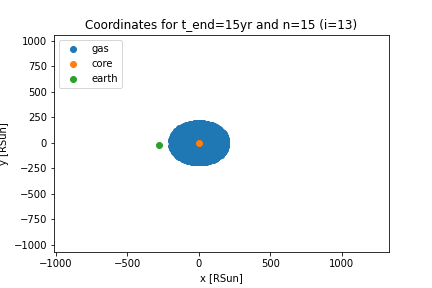 Coordinates for t_end=15yr and n=15 (i=13)
gas
core
earth
y [RSun]
1000
750
500
250
0
−250
−500
−750
−1000
−1000
−500
0
500
1000
x [RSun]